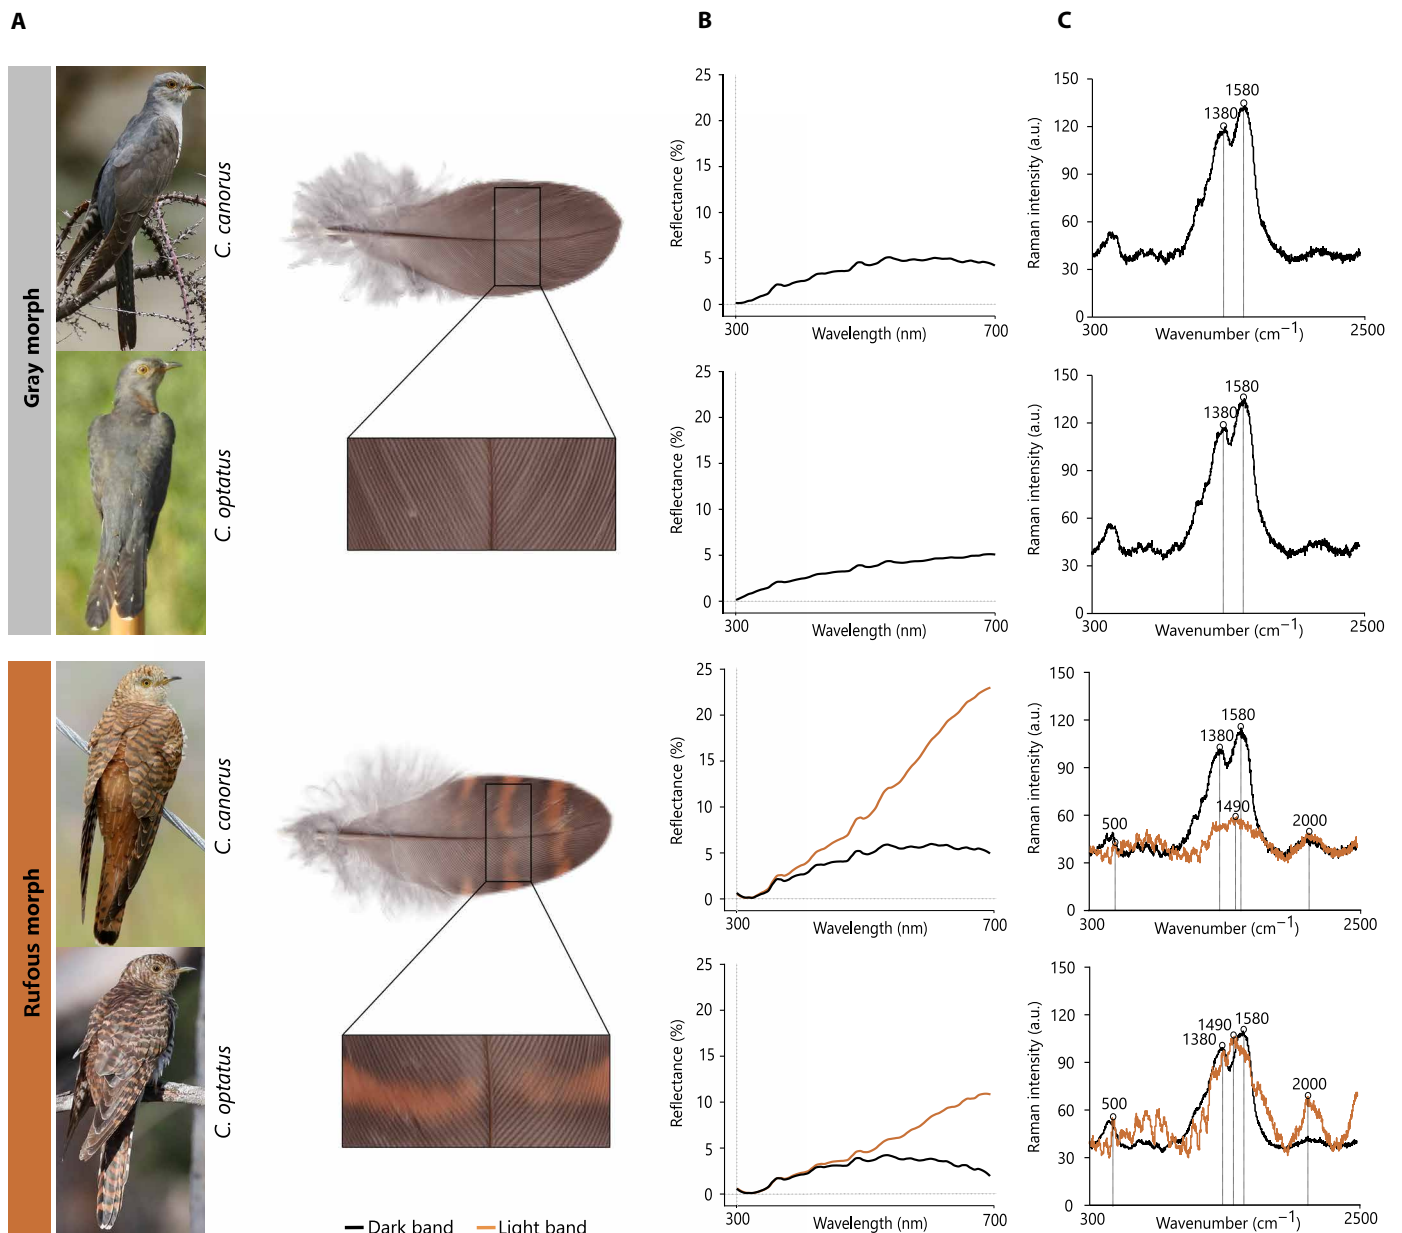 A
B
C
Gray morph
C. canorus
C. optatus
Rufous morph
C. canorus
C. optatus
Dark band
Light band
25
20
15
10
5
0
Reflectance (%)
300
Wavelength (nm)
700
150
120
90
60
30
0
Raman intensity (a.u.)
1380
1580
300
Wavenumber (cm−1)
2500
25
20
15
10
5
0
Reflectance (%)
300
Wavelength (nm)
700
150
120
90
60
30
0
Raman intensity (a.u.)
1380
1580
300
Wavenumber (cm−1)
2500
25
20
15
10
5
0
Reflectance (%)
300
Wavelength (nm)
700
150
120
90
60
30
0
Raman intensity (a.u.)
500
1380
1580
1490
2000
300
Wavenumber (cm−1)
2500
25
20
15
10
5
0
Reflectance (%)
300
Wavelength (nm)
700
150
120
90
60
30
0
Raman intensity (a.u.)
500
1380
1490
1580
2000
300
Wavenumber (cm−1)
2500